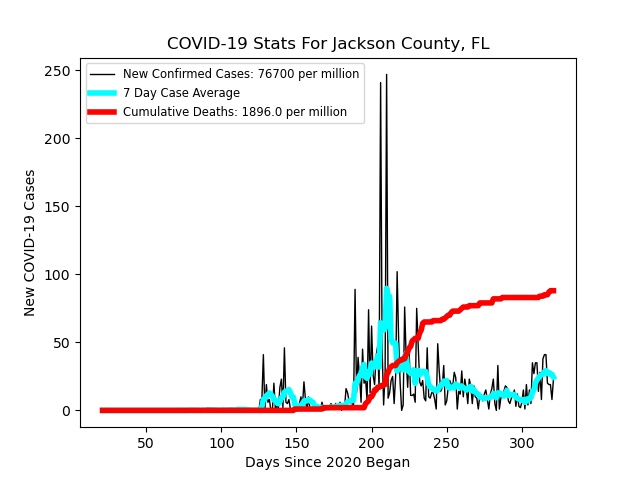 COVID-19 Stats For Jackson County, FL
New Confirmed Cases: 76700 per million
7 Day Case Average
Cumulative Deaths: 1896.0 per million
New COVID-19 Cases
250
200
150
100
50
0
50 100 150 200 250 300
Days Since 2020 Began